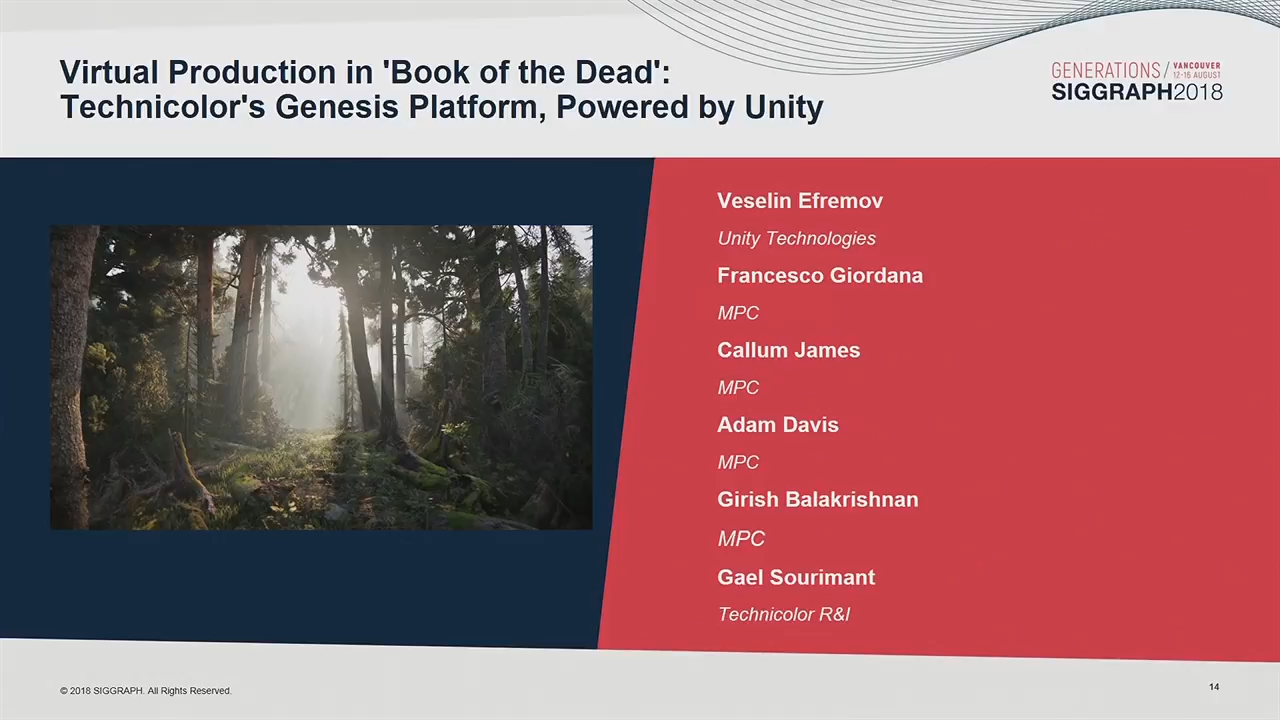 Virtual Production in 'Book of the Dead':
Technicolor's Genesis Platform, Powered by Unity
GENERATIONS / VANCOUVER
12-16 AUGUST
SIGGRAPH2018
Veselin Efremov
Unity Technologies
Francesco Giordana
MPC
Callum James
MPC
Adam Davis
MPC
Girish Balakrishnan
MPC
Gael Sourimant
Technicolor R&I
© 2018 SIGGRAPH. All Rights Reserved.
14